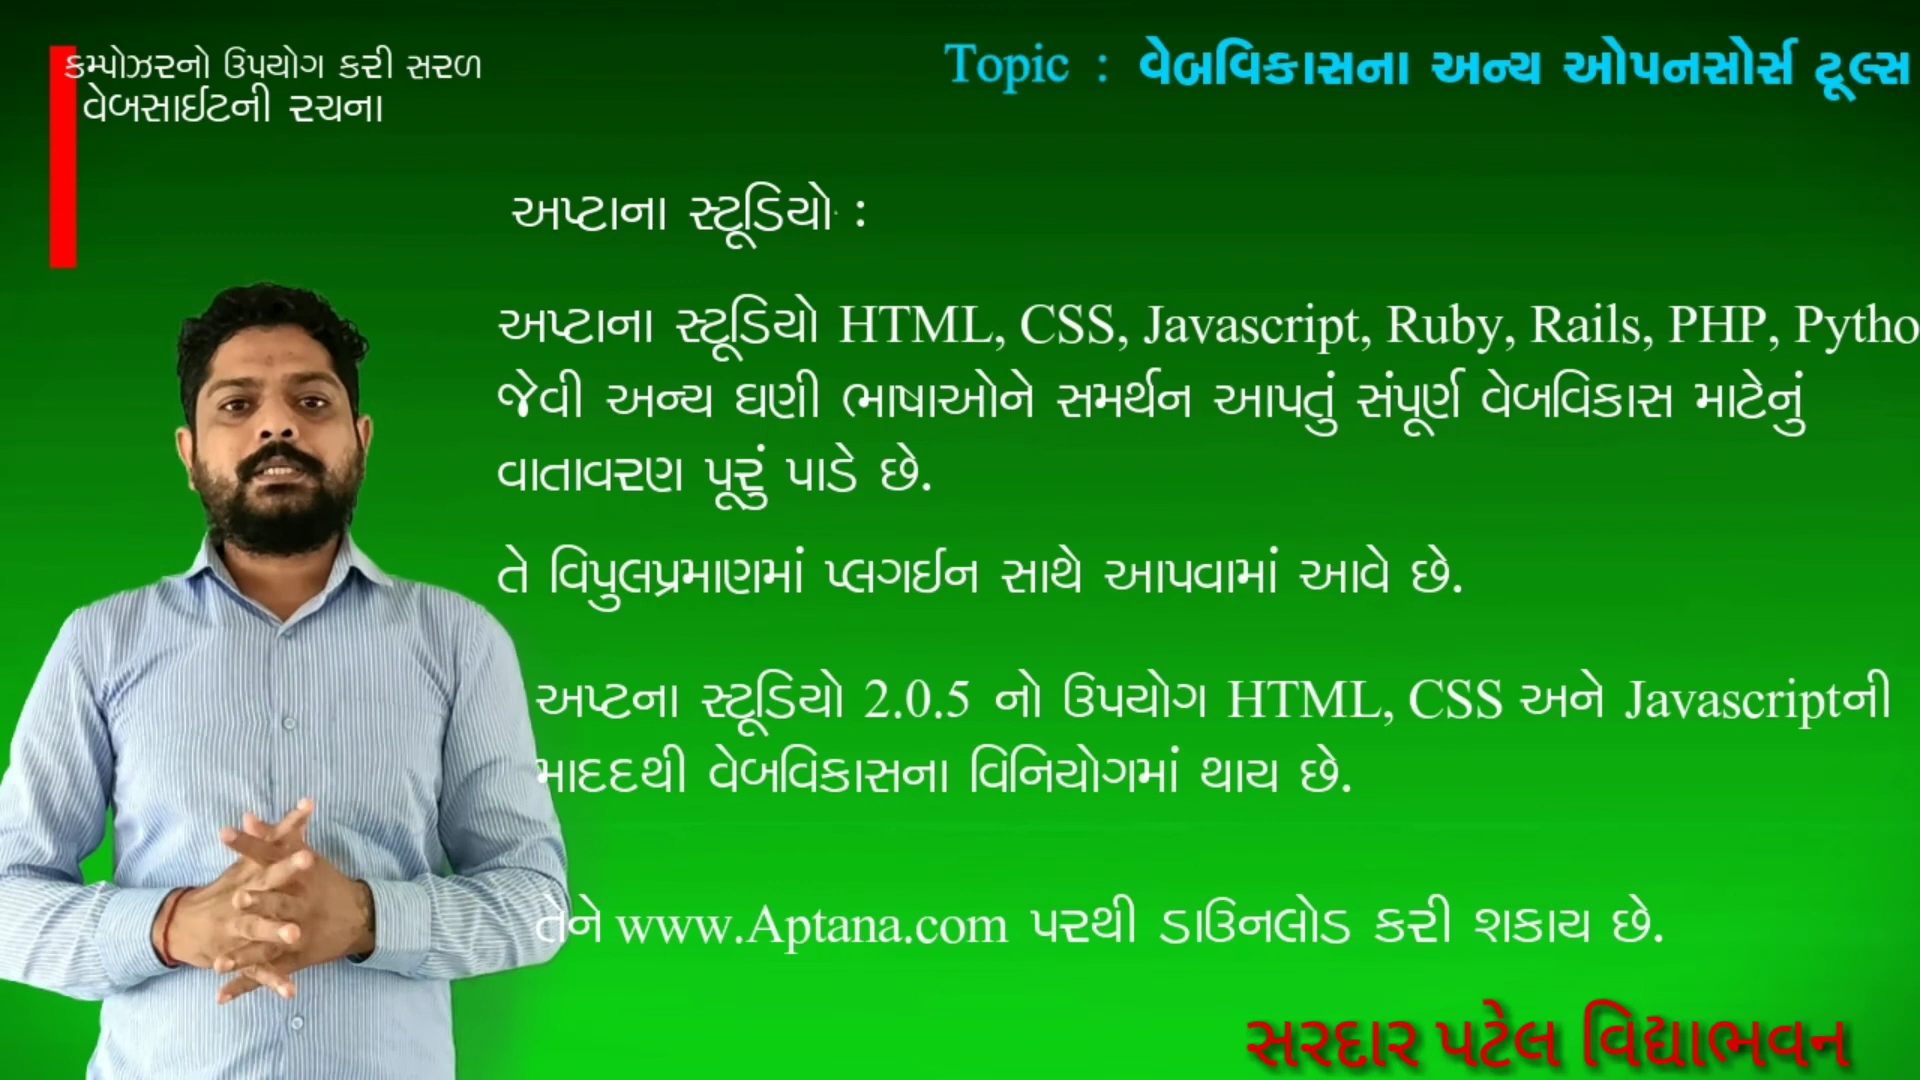 કમ્પોઝરનો ઉપયોગ કરી સરળ
વેબસાઈટની રચના
Topic : વેબવિકાસના અન્ય ઓપનસોર્સ ટૂલ્સ
અપ્ટાના સ્ટૂડિયો :
અપ્ટાના સ્ટૂડિયો HTML, CSS, Javascript, Ruby, Rails, PHP, Pytho
જેવી અન્ય ઘણી ભાષાઓને સમર્થન આપતું સંપૂર્ણ વેબવિકાસ માટેનું
વાતાવરણ પૂરું પાડે છે.
તે વિપુલપ્રમાણમાં પ્લગઈન સાથે આપવામાં આવે છે.
અપ્ટના સ્ટૂડિયો 2.0.5 નો ઉપયોગ HTML, CSS અને Javascriptની
માદદથી વેબવિકાસના વિનિયોગમાં થાય છે.
તેને www.Aptana.com પરથી ડાઉનલોડ કરી શકાય છે.
સરદાર પટેલ વિદ્યાભવન